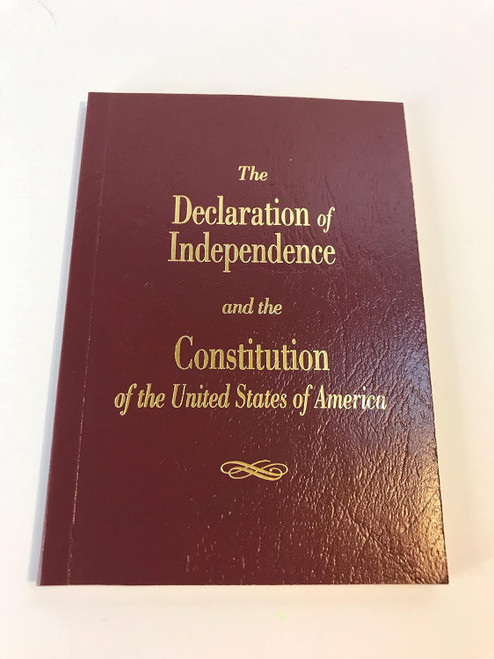 The
Declaration of
Independence
and the
Constitution
of the United States of America